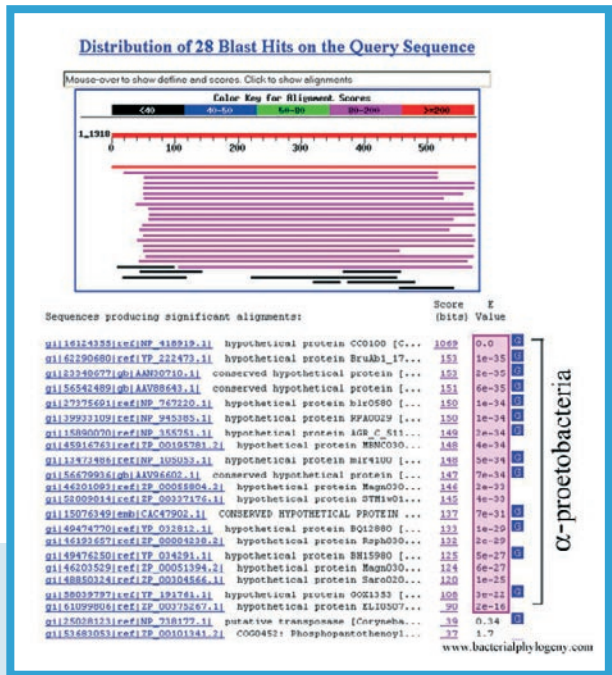 Distribution of 28 Blast Hits on the Query Sequence
Mouse-over to show define and scores. Click to show alignments
Color Key for Alignment Scores
<40 40-50 50-80 80-200 >=200
1_1910
0 100 200 300 400 500
Score E
Sequences producing significant alignments: (bits) Value
gi|16124355|ref|NP_418919.1| hypothetical protein CC0100 [C... 1069 0.0
gi|62290680|ref|YP_222473.1| hypothetical protein BruAb1_17... 153 1e-35
gi|23348677|gb|AAN30710.1| conserved hypothetical protein [... 153 2e-35
gi|56542489|gb|AAV88643.1| hypothetical protein [... 151 6e-35
gi|27375691|ref|NP_767220.1| hypothetical protein blr0580 [... 150 1e-34
gi|39933109|ref|NP_945385.1| hypothetical protein RPA0029 [... 150 1e-34
gi|15890070|ref|NP_355751.1| hypothetical protein AGR_C_511... 149 2e-34
gi|45916763|ref|ZP_00195781.2| hypothetical protein MBNC030... 148 4e-34
gi|13473486|ref|NP_105053.1| hypothetical protein mlr4100 [... 148 5e-34
gi|56679936|gb|AAV96602.1| conserved hypothetical protein [... 147 7e-34
gi|46201093|ref|ZP_00055804.2| hypothetical protein Magn030... 146 2e-33
hypothetical protein STM1w01... 145 4e-33
gi|15076349|emb|CAC47902.1| CONSERVED HYPOTHETICAL PROTEIN ... 137 7e-31
gi|49474770|ref|YP_032812.1| hypothetical protein BQ12880 [... 133 1e-29
gi|46193657|ref|ZP_00004238.2| hypothetical protein Rsph030... 132 2e-29
gi|49476250|ref|YP_034291.1| hypothetical protein BH15980 [... 125 5e-27
gi|46203529|ref|ZP_00051394.2| hypothetical protein Magn030... 124 6e-27
gi|48850324|ref|ZP_00304566.1| hypothetical protein Saro020... 120 1e-25
gi|58039797|ref|YP_191761.1| hypothetical protein GOX1353 [... 108 3e-22
gi|61099806|ref|ZP_00375267.1| hypothetical protein ELI0507... 90 2e-16
gi|25028123|ref|NP_738177.1| putative transposase [Coryneba... 39 0.34
gi|53683053|ref|ZP_00101341.2| COG0452: Phosphopantothenoyl... 37 1.7
α-proetobacteria
www.bacterialphylogeny.com